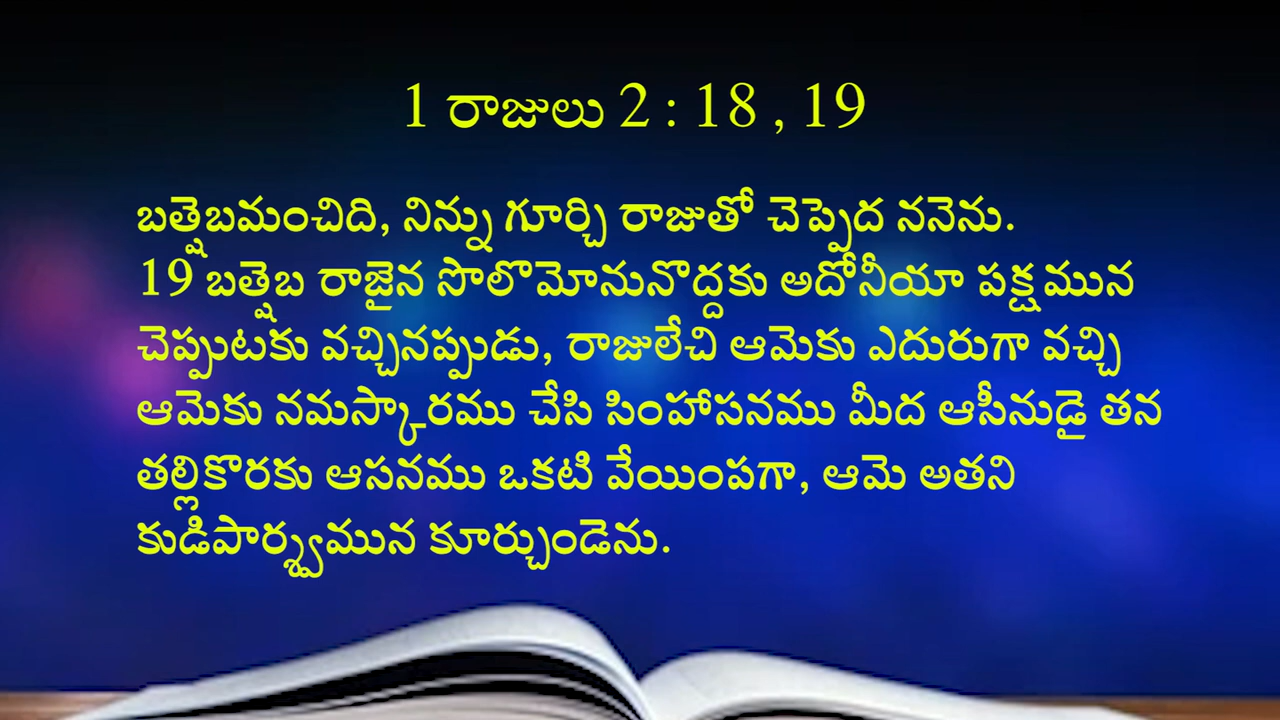 1 రాజులు 2 : 18 , 19
బత్షెబమంచిది, నిన్ను గూర్చి రాజుతో చెప్పెద ననెను.
19 బత్షెబ రాజైన సొలొమోనునొద్దకు అదోనీయా పక్షమున
చెప్పుటకు వచ్చినప్పుడు, రాజులేచి ఆమెకు ఎదురుగా వచ్చి
ఆమెకు నమస్కారము చేసి సింహాసనము మీద ఆసీనుడై తన
తల్లికొరకు ఆసనము ఒకటి వేయింపగా, ఆమె అతని
కుడిపార్శ్వమున కూర్చుండెను.